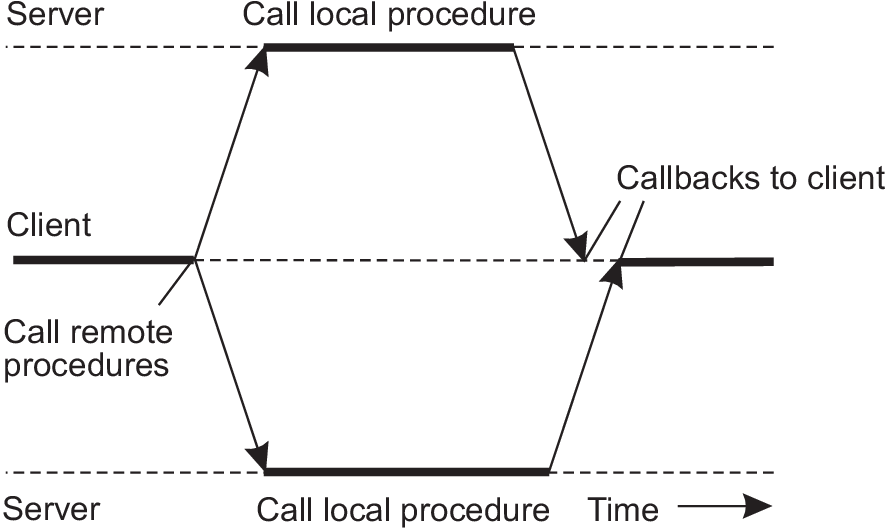 Server
Call local procedure
Callbacks to client
Client
Call remote
procedures
Server
Call local procedure
Time